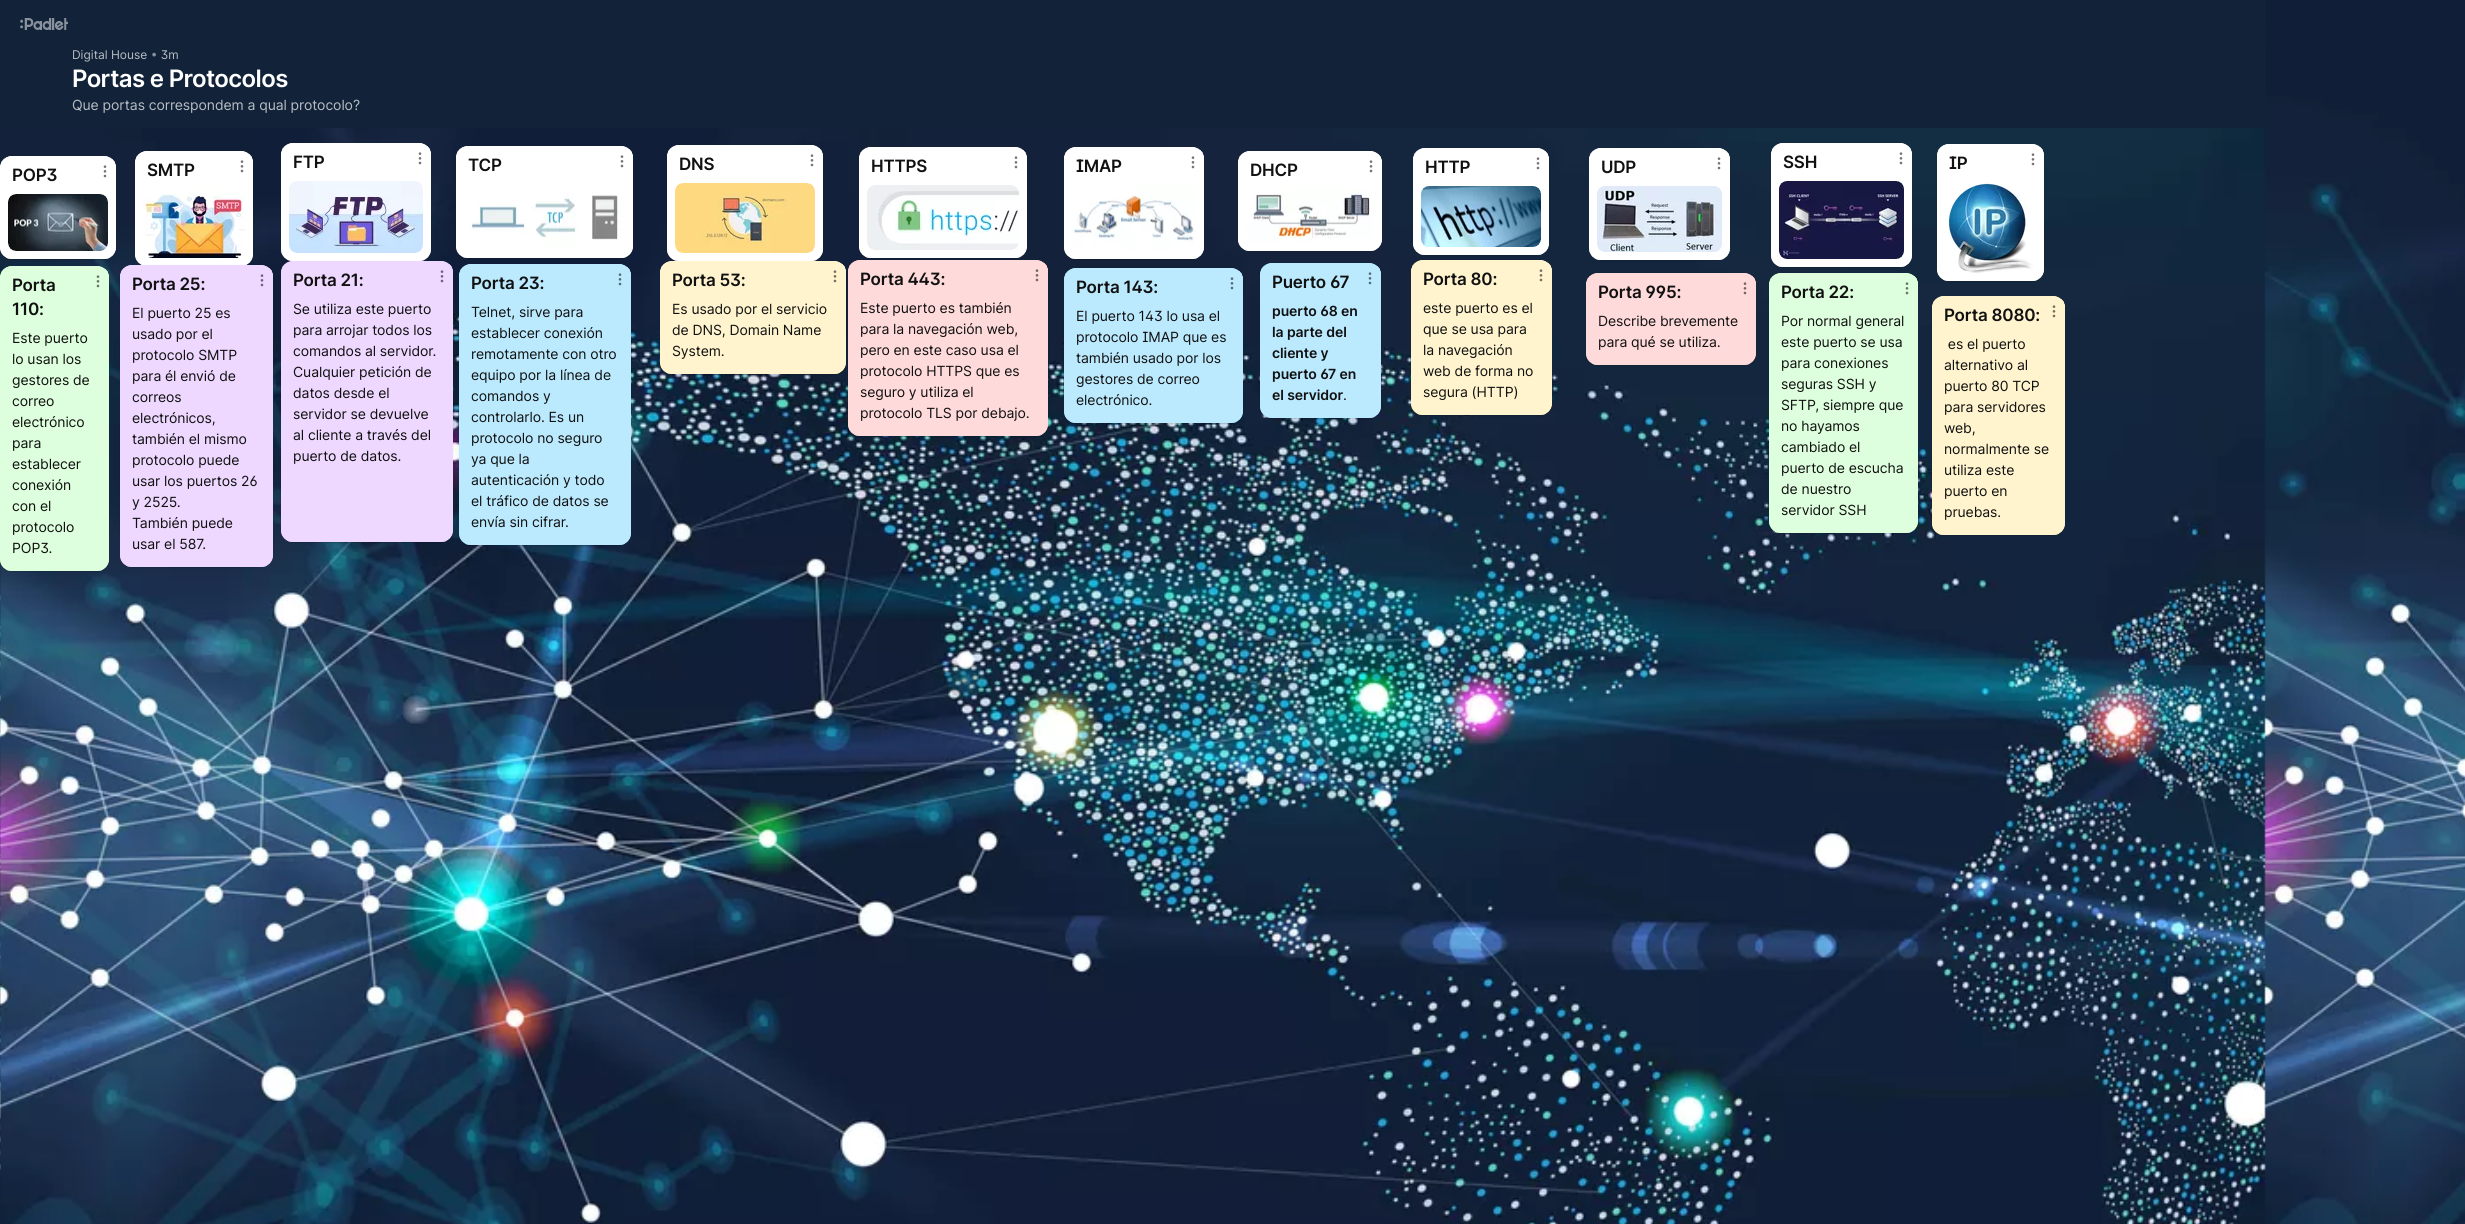 :Padlet
Digital House • 3m
Portas e Protocolos
Que portas correspondem a qual protocolo?
POP3
POP 3
Porta
110:
Este puerto
lo usan los
gestores de
correo
electrónico
para
establecer
conexión
con el
protocolo
POP3.
SMTP
SMTP
Porta 25:
El puerto 25 es
usado por el
protocolo SMTP
para él envió de
correos
electrónicos,
también el mismo
protocolo puede
usar los puertos 26
y 2525.
También puede
usar el 587.
FTP
FTP
Porta 21:
Se utiliza este puerto
para arrojar todos los
comandos al servidor.
Cualquier petición de
datos desde el
servidor se devuelve
al cliente a través del
puerto de datos.
TCP
TCP
Porta 23:
Telnet, sirve para
establecer conexión
remotamente con otro
equipo por la línea de
comandos y
controlarlo. Es un
protocolo no seguro
ya que la
autenticación y todo
el tráfico de datos se
envía sin cifrar.
DNS
Porta 53:
Es usado por el servicio
de DNS, Domain Name
System.
HTTPS
https://
Porta 443:
Este puerto es también
para la navegación web,
pero en este caso usa el
protocolo HTTPS que es
seguro y utiliza el
protocolo TLS por debajo.
IMAP
Porta 143:
El puerto 143 lo usa el
protocolo IMAP que es
también usado por los
gestores de correo
electrónico.
DHCP
DHCP
Puerto 67
puerto 68 en
la parte del
cliente y
puerto 67 en
el servidor.
HTTP
http://www
Porta 80:
este puerto es el
que se usa para
la navegación
web de forma no
segura (HTTP)
UDP
UDP
Request
Response
Response
Response
Client
Server
Porta 995:
Describe brevemente
para qué se utiliza.
SSH
SSH CLIENT
SSH SERVER
Porta 22:
Por normal general
este puerto se usa
para conexiones
seguras SSH y
SFTP, siempre que
no hayamos
cambiado el
puerto de escucha
de nuestro
servidor SSH
IP
IP
Porta 8080:
es el puerto
alternativo al
puerto 80 TCP
para servidores
web,
normalmente se
utiliza este
puerto en
pruebas.